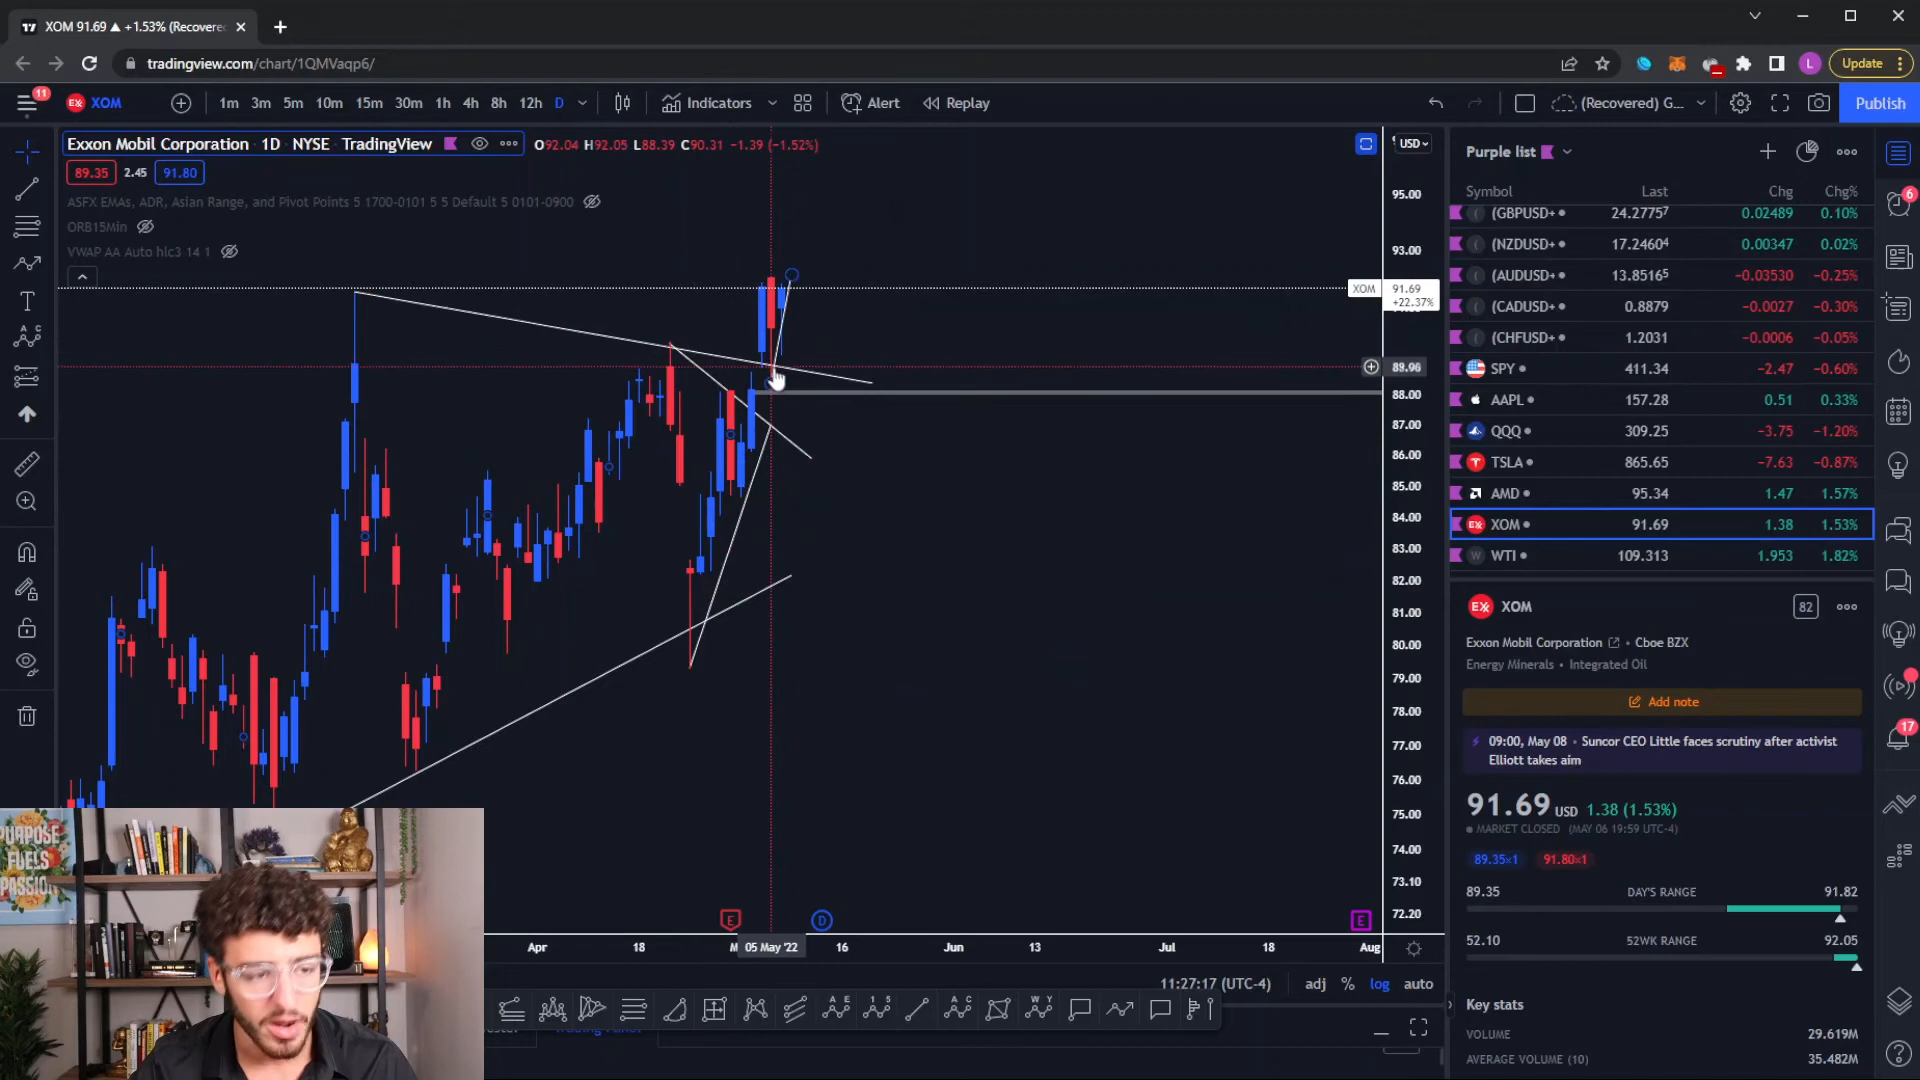 XOM 91.69 ▲ +1.53% (Recovere
tradingview.com/chart/1QMVaqp6/
Update
11
XOM
1m 3m 5m 10m 15m 30m 1h 4h 8h 12h D
Indicators
Alert
Replay
(Recovered) G...
Publish
Exxon Mobil Corporation · 1D · NYSE · TradingView
O92.04 H92.05 L88.39 C90.31 -1.39 (-1.52%)
USD
89.35 2.45 91.80
ASFX EMAs, ADR, Asian Range, and Pivot Points 5 1700-0101 5 5 Default 5 0101-0900
ORB15Min
VWAP AA Auto hlc3 14 1
95.00
93.00
XOM 91.69
+22.37%
89.96
88.00
87.00
86.00
85.00
84.00
83.00
82.00
81.00
80.00
79.00
78.00
77.00
76.00
75.00
74.00
73.10
72.20
E
D
E
Apr 18 M 05 May '22 16 Jun 13 Jul 18 Aug
11:27:17 (UTC-4) adj % log auto
Purple list
Symbol Last Chg Chg%
(GBPUSD+ 24.2775⁷ 0.02489 0.10%
(NZDUSD+ 17.2460⁴ 0.00347 0.02%
(AUDUSD+ 13.8516⁵ -0.03530 -0.25%
(CADUSD+ 0.8879 -0.0027 -0.30%
(CHFUSD+ 1.2031 -0.0006 -0.05%
SPY 411.34 -2.47 -0.60%
AAPL 157.28 0.51 0.33%
QQQ 309.25 -3.75 -1.20%
TSLA 865.65 -7.63 -0.87%
AMD 95.34 1.47 1.57%
XOM 91.69 1.38 1.53%
WTI 109.313 1.953 1.82%
XOM
82
Exxon Mobil Corporation · Cboe BZX
Energy Minerals · Integrated Oil
Add note
09:00, May 08 · Suncor CEO Little faces scrutiny after activist
Elliott takes aim
91.69 USD 1.38 (1.53%)
MARKET CLOSED (MAY 06 19:59 UTC-4)
89.35×1 91.80×1
89.35 DAY'S RANGE 91.82
52.10 52WK RANGE 92.05
Key stats
VOLUME 29.619M
AVERAGE VOLUME (10) 35.482M
6
17
PURPOSE
FUELS
PASSION